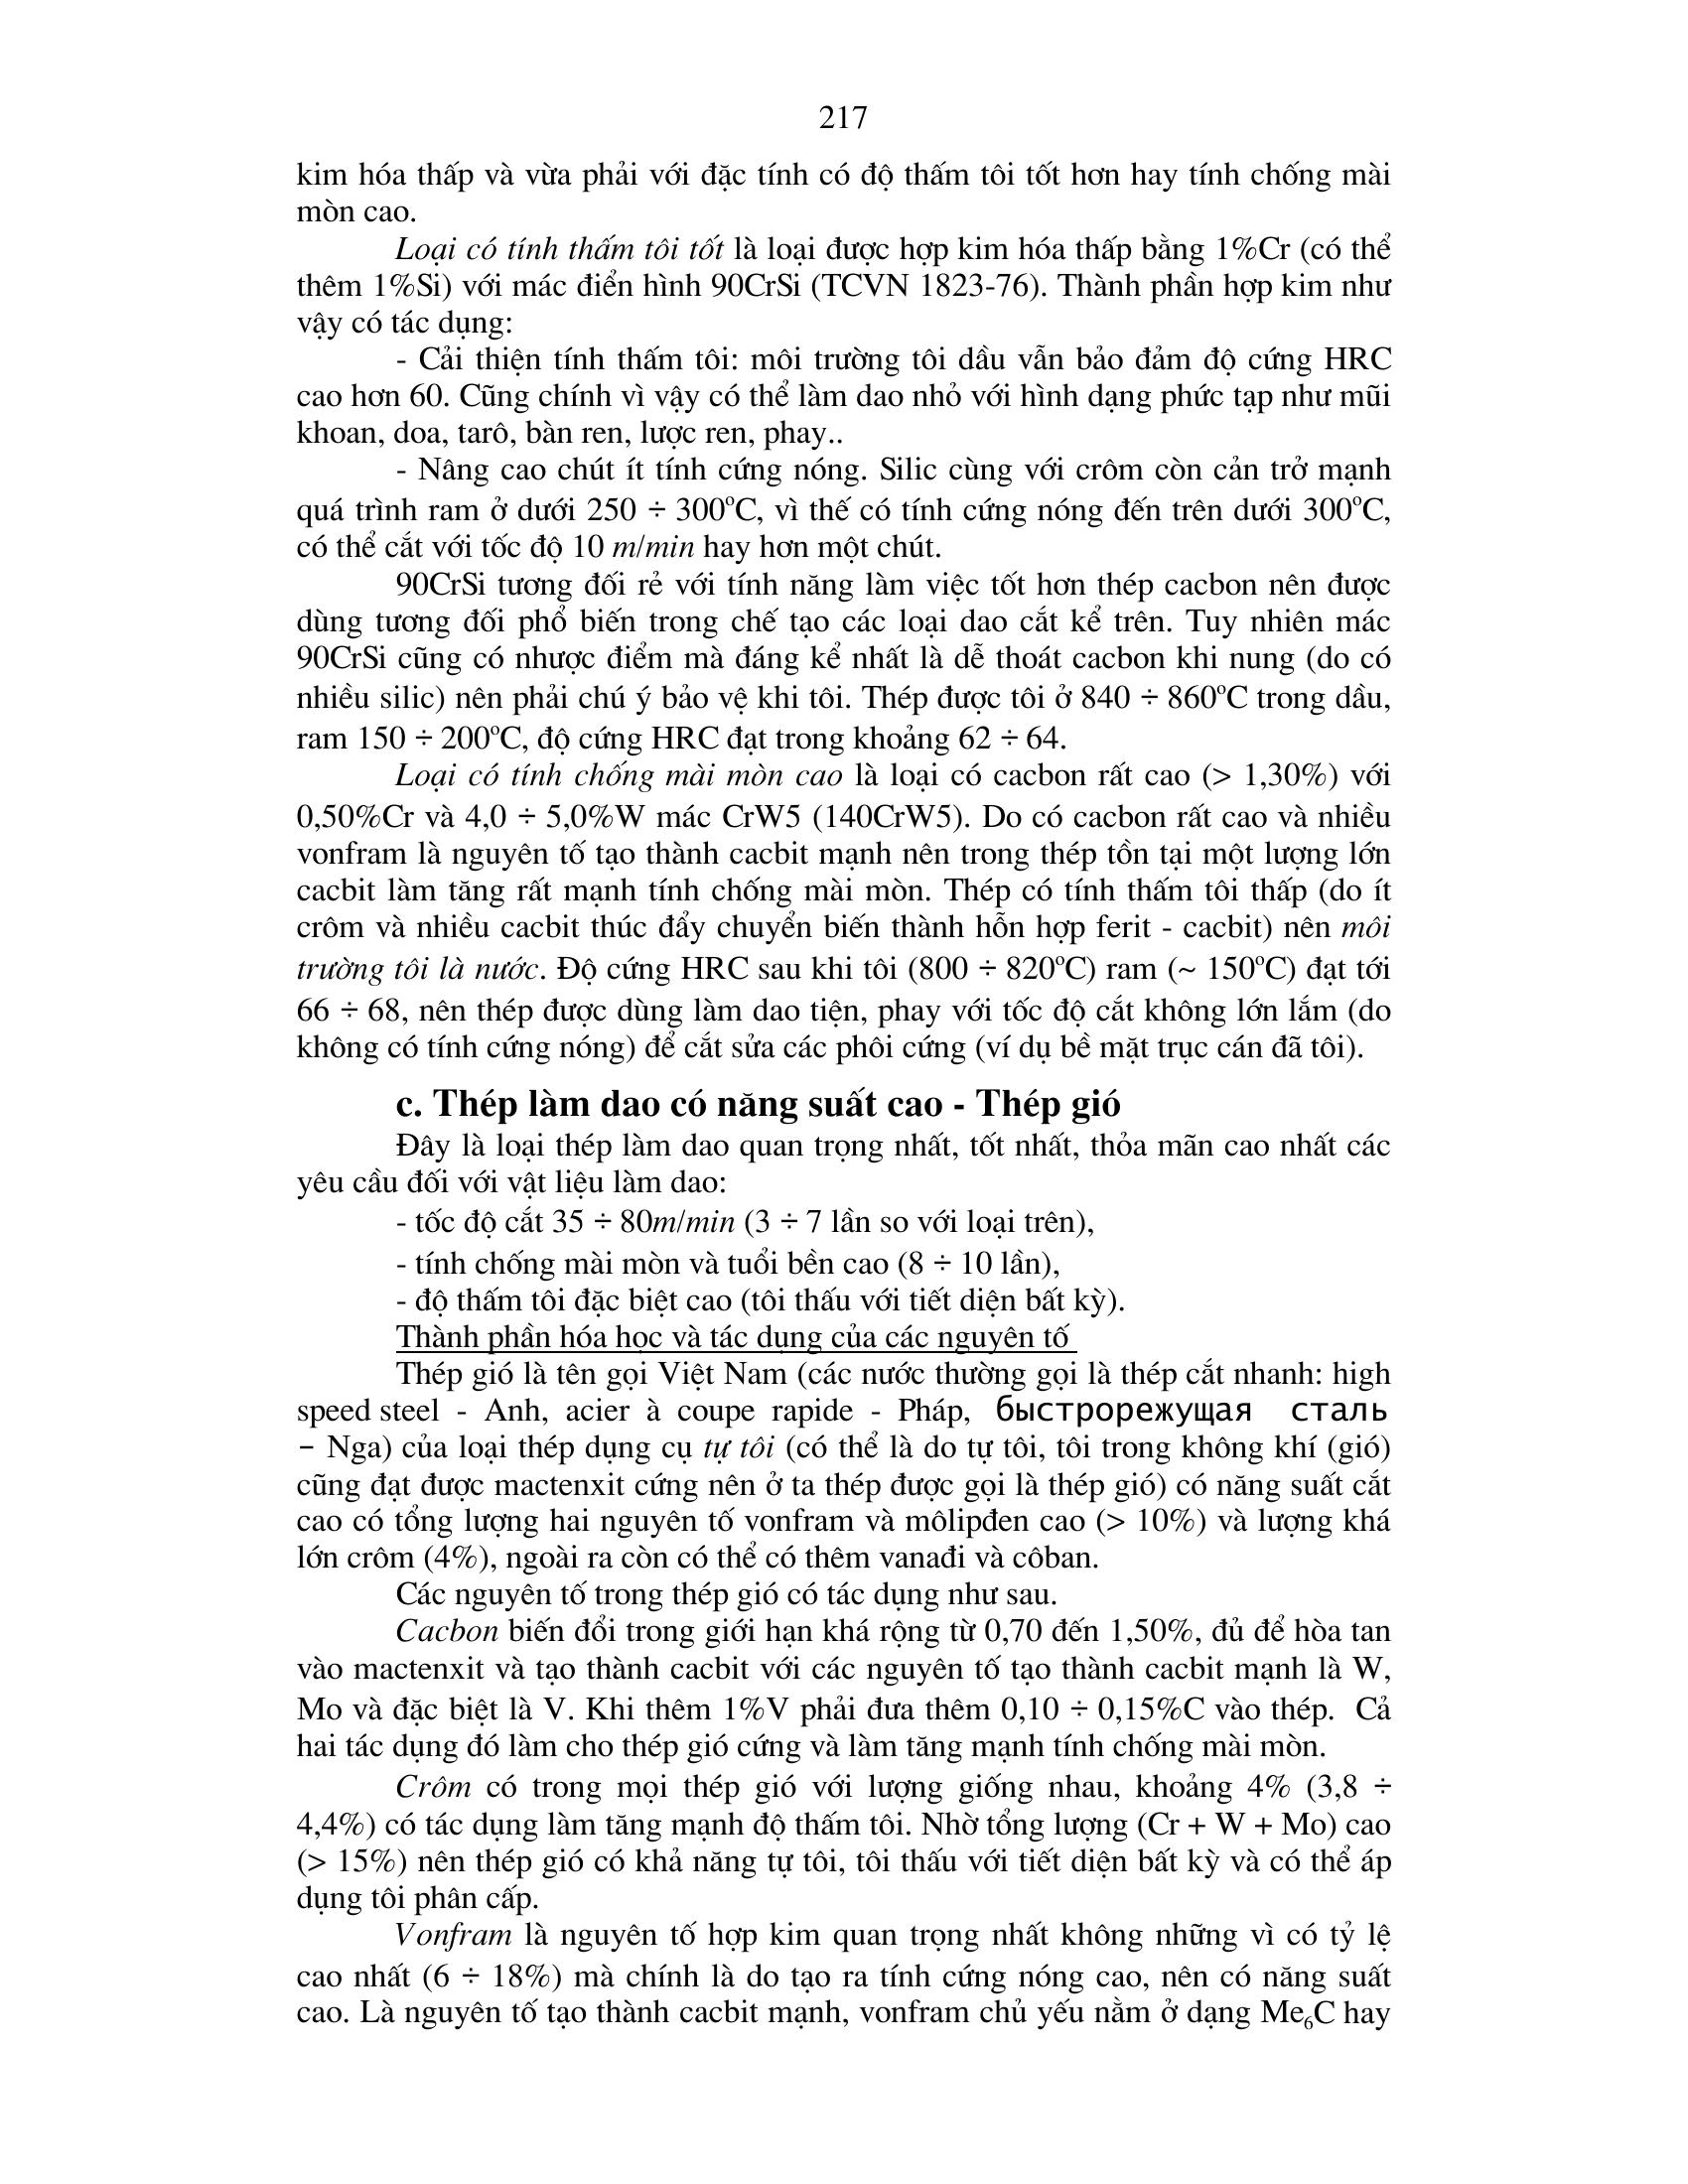 217
kim hóa thấp và vừa phải với đặc tính có độ thấm tôi tốt hơn hay tính chống mài
mòn cao.
Loại có tính thấm tôi tốt là loại được hợp kim hóa thấp bằng 1%Cr (có thể
thêm 1%Si) với mác điển hình 90CrSi (TCVN 1823-76). Thành phần hợp kim như
vậy có tác dụng:
- Cải thiện tính thấm tôi: môi trường tôi dầu vẫn bảo đảm độ cứng HRC
cao hơn 60. Cũng chính vì vậy có thể làm dao nhỏ với hình dạng phức tạp như mũi
khoan, doa, tarô, bàn ren, lược ren, phay..
- Nâng cao chút ít tính cứng nóng. Silic cùng với crôm còn cản trở mạnh
quá trình ram ở dưới 250 ÷ 300ºC, vì thế có tính cứng nóng đến trên dưới 300ºC,
có thể cắt với tốc độ 10 m/min hay hơn một chút.
90CrSi tương đối rẻ với tính năng làm việc tốt hơn thép cacbon nên được
dùng tương đối phổ biến trong chế tạo các loại dao cắt kể trên. Tuy nhiên mác
90CrSi cũng có nhược điểm mà đáng kể nhất là dễ thoát cacbon khi nung (do có
nhiều silic) nên phải chú ý bảo vệ khi tôi. Thép được tôi ở 840 ÷ 860ºC trong dầu,
ram 150 ÷ 200ºC, độ cứng HRC đạt trong khoảng 62 ÷ 64.
Loại có tính chống mài mòn cao là loại có cacbon rất cao (> 1,30%) với
0,50%Cr và 4,0 ÷ 5,0%W mác CrW5 (140CrW5). Do có cacbon rất cao và nhiều
vonfram là nguyên tố tạo thành cacbit mạnh nên trong thép tồn tại một lượng lớn
cacbit làm tăng rất mạnh tính chống mài mòn. Thép có tính thấm tôi thấp (do ít
crôm và nhiều cacbit thúc đẩy chuyển biến thành hỗn hợp ferit - cacbit) nên môi
trường tôi là nước. Độ cứng HRC sau khi tôi (800 ÷ 820ºC) ram (~ 150ºC) đạt tới
66 ÷ 68, nên thép được dùng làm dao tiện, phay với tốc độ cắt không lớn lắm (do
không có tính cứng nóng) để cắt sửa các phôi cứng (ví dụ bề mặt trục cán đã tôi).
c. Thép làm dao có năng suất cao - Thép gió
Đây là loại thép làm dao quan trọng nhất, tốt nhất, thỏa mãn cao nhất các
yêu cầu đối với vật liệu làm dao:
- tốc độ cắt 35 ÷ 80m/min (3 ÷ 7 lần so với loại trên),
- tính chống mài mòn và tuổi bền cao (8 ÷ 10 lần),
- độ thấm tôi đặc biệt cao (tôi thấu với tiết diện bất kỳ).
Thành phần hóa học và tác dụng của các nguyên tố
Thép gió là tên gọi Việt Nam (các nước thường gọi là thép cắt nhanh: high
speed steel - Anh, acier à coupe rapide - Pháp, быстрорежущая сталь
– Nga) của loại thép dụng cụ tự tôi (có thể là do tự tôi, tôi trong không khí (gió)
cũng đạt được mactenxit cứng nên ở ta thép được gọi là thép gió) có năng suất cắt
cao có tổng lượng hai nguyên tố vonfram và môlipđen cao (> 10%) và lượng khá
lớn crôm (4%), ngoài ra còn có thể có thêm vanađi và côban.
Các nguyên tố trong thép gió có tác dụng như sau.
Cacbon biến đổi trong giới hạn khá rộng từ 0,70 đến 1,50%, đủ để hòa tan
vào mactenxit và tạo thành cacbit với các nguyên tố tạo thành cacbit mạnh là W,
Mo và đặc biệt là V. Khi thêm 1%V phải đưa thêm 0,10 ÷ 0,15%C vào thép. Cả
hai tác dụng đó làm cho thép gió cứng và làm tăng mạnh tính chống mài mòn.
Crôm có trong mọi thép gió với lượng giống nhau, khoảng 4% (3,8 ÷
4,4%) có tác dụng làm tăng mạnh độ thấm tôi. Nhờ tổng lượng (Cr + W + Mo) cao
(> 15%) nên thép gió có khả năng tự tôi, tôi thấu với tiết diện bất kỳ và có thể áp
dụng tôi phân cấp.
Vonfram là nguyên tố hợp kim quan trọng nhất không những vì có tỷ lệ
cao nhất (6 ÷ 18%) mà chính là do tạo ra tính cứng nóng cao, nên có năng suất
cao. Là nguyên tố tạo thành cacbit mạnh, vonfram chủ yếu nằm ở dạng Me₆C hay